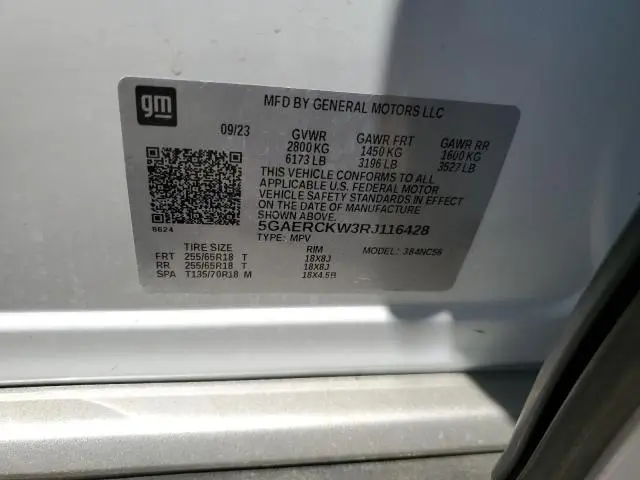 gm
MFD BY GENERAL MOTORS LLC
09/23 GVWR GAWR FRT GAWR RR
2800 KG 1450 KG 1600 KG
6173 LB 3196 LB 3527 LB
THIS VEHICLE CONFORMS TO ALL
APPLICABLE U.S. FEDERAL MOTOR
VEHICLE SAFETY STANDARDS IN EFFECT
ON THE DATE OF MANUFACTURE
SHOWN ABOVE.
8624
5GAERCKW3RJ116428
TYPE: MPV MODEL: 384NC56
TIRE SIZE RIM
FRT 255/65R18 T 18X8J
RR 255/65R18 T 18X8J
SPA T135/70R18 M 18X4.5B